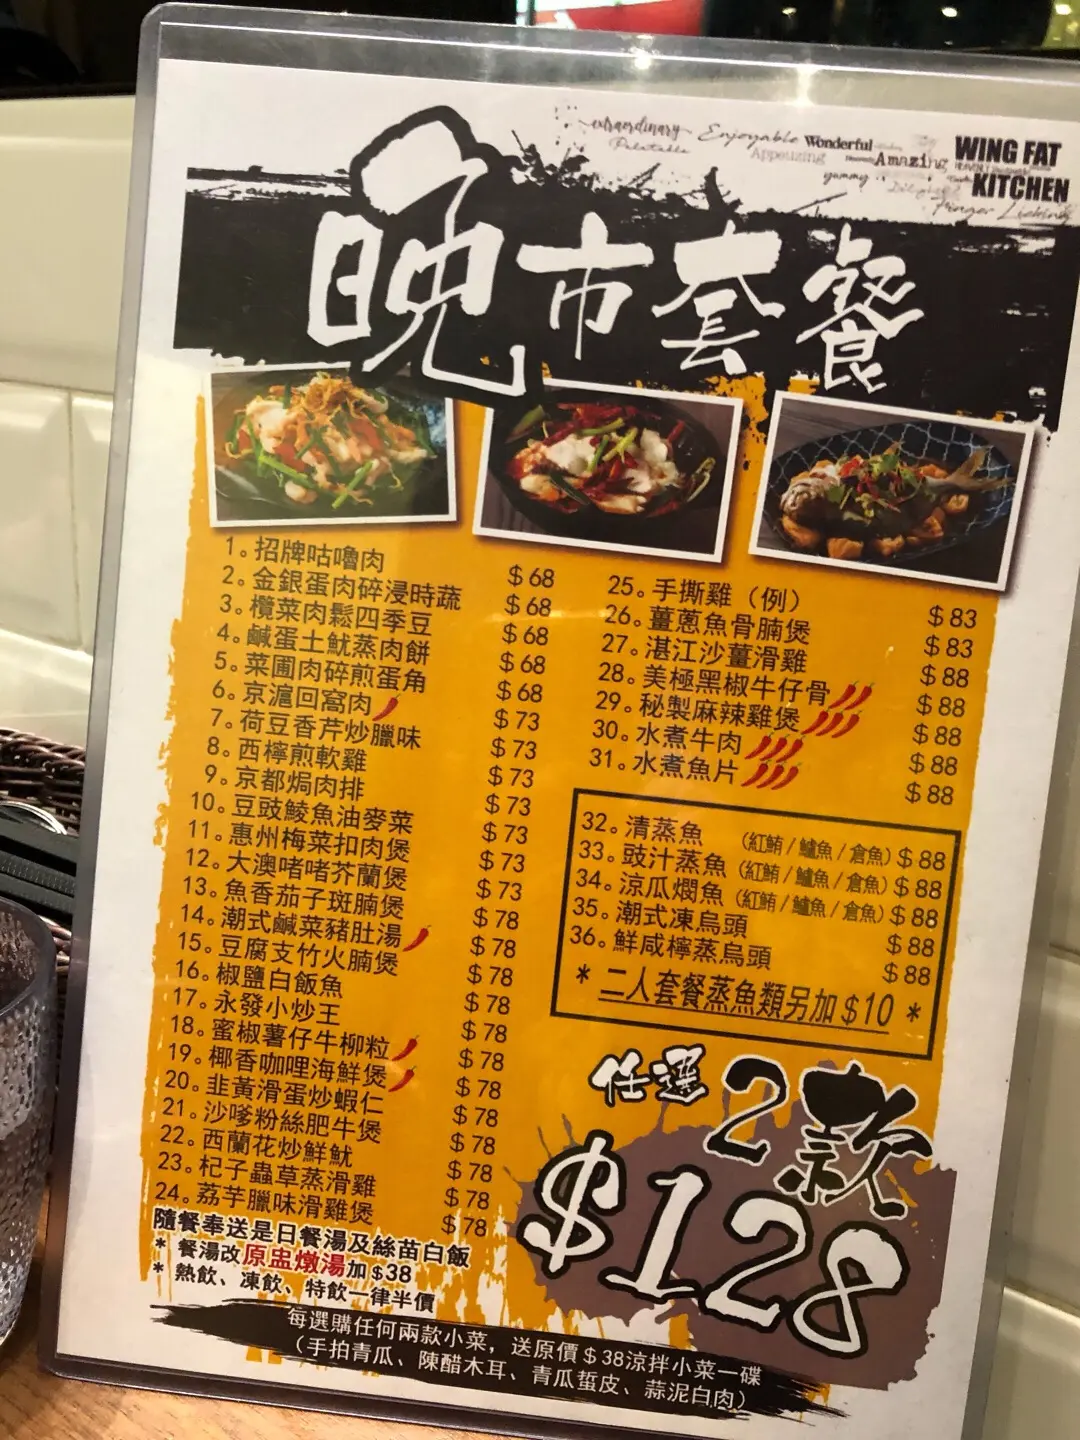 extraordinary Enjoyable Wonderful
Palatable Appetizing Amazing
yummy
Finger Licking
WING FAT
KITCHEN
晚市套餐
1。招牌咕嚕肉 $68
2。金銀蛋肉碎浸時蔬 $68
3。欖菜肉鬆四季豆 $68
4。鹹蛋土魷蒸肉餅 $68
5。菜圃肉碎煎蛋角 $68
6。京滬回窩肉 $73
7。荷豆香芹炒臘味 $73
8。西檸煎軟雞 $73
9。京都焗肉排 $73
10。豆豉鯪魚油麥菜 $73
11。惠州梅菜扣肉煲 $73
12。大澳啫啫芥蘭煲 $73
13。魚香茄子斑腩煲 $78
14。潮式鹹菜豬肚湯 $78
15。豆腐支竹火腩煲 $78
16。椒鹽白飯魚 $78
17。永發小炒王 $78
18。蜜椒薯仔牛柳粒 $78
19。椰香咖哩海鮮煲 $78
20。韭黃滑蛋炒蝦仁 $78
21。沙嗲粉絲肥牛煲 $78
22。西蘭花炒鮮魷 $78
23。杞子蟲草蒸滑雞 $78
24。荔芋臘味滑雞煲 $78
隨餐奉送是日餐湯及絲苗白飯
* 餐湯改原盅燉湯加$38
* 熱飲、凍飲、特飲一律半價
25。手撕雞（例） $83
26。薑蔥魚骨腩煲 $83
27。湛江沙薑滑雞 $88
28。美極黑椒牛仔骨 $88
29。秘製麻辣雞煲 $88
30。水煮牛肉 $88
31。水煮魚片 $88
32。清蒸魚 (紅鮪/鱸魚/倉魚) $88
33。豉汁蒸魚 (紅鮪/鱸魚/倉魚) $88
34。涼瓜燜魚 (紅鮪/鱸魚/倉魚) $88
35。潮式凍烏頭 $88
36。鮮咸檸蒸烏頭 $88
* 二人套餐蒸魚類另加$10 *
任選2款
$128
每選購任何兩款小菜，送原價$38涼拌小菜一碟
（手拍青瓜、陳醋木耳、青瓜蜇皮、蒜泥白肉）